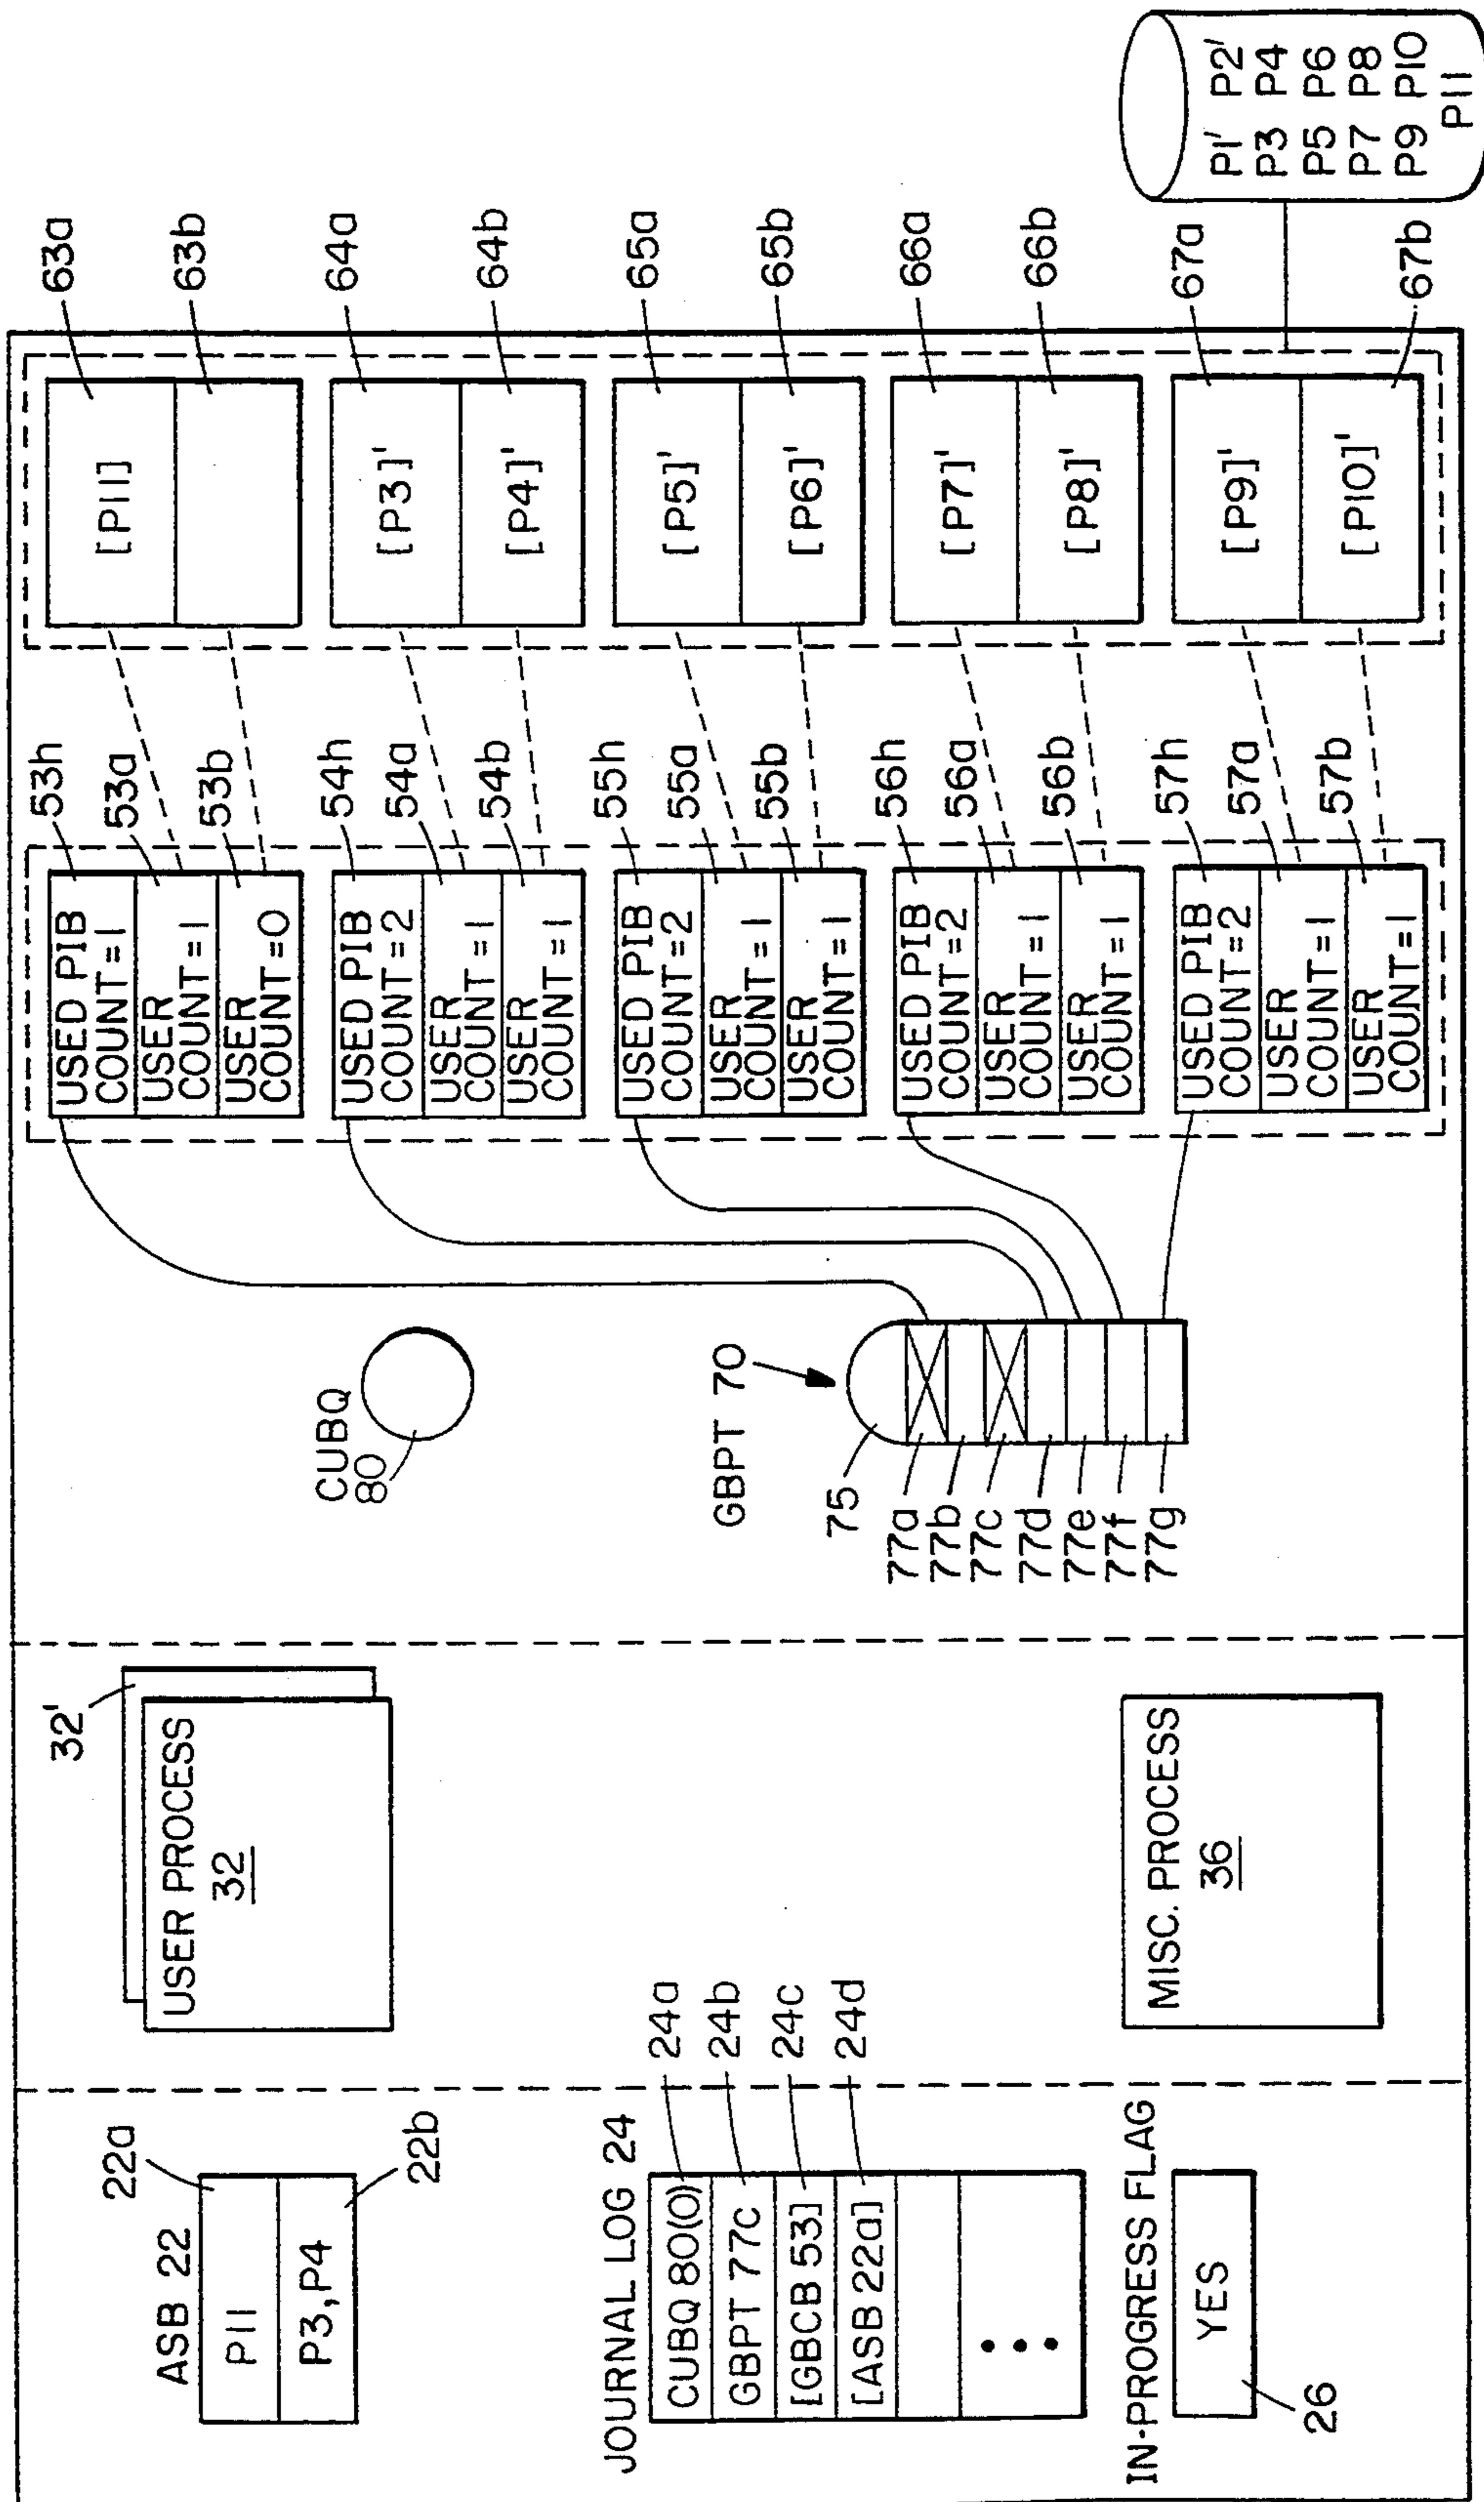 ASB 22
22a
P11
P3,P4
22b
JOURNAL LOG 24
CUBQ 80(0)
24a
GBPT 77c
24b
[GBCB 53]
24c
[ASB 22a]
24d
IN-PROGRESS FLAG
YES
26
32'
USER PROCESS
32
MISC. PROCESS
36
CUBQ
80
GBPT 70
75
77a
77b
77c
77d
77e
77f
77g
USED PIB
COUNT=1
USER
COUNT=1
USER
COUNT=0
53h
53a
53b
USED PIB
COUNT=2
USER
COUNT=1
USER
COUNT=1
54h
54a
54b
USED PIB
COUNT=2
USER
COUNT=1
USER
COUNT=1
55h
55a
55b
USED PIB
COUNT=2
USER
COUNT=1
USER
COUNT=1
56h
56a
56b
USED PIB
COUNT=2
USER
COUNT=1
USER
COUNT=1
57h
57a
57b
[P11]
63a
63b
[P3]'
64a
[P4]'
64b
[P5]'
65a
[P6]'
65b
[P7]'
66a
[P8]'
66b
[P9]'
67a
[P10]'
67b
P1' P2'
P3 P4
P5 P6
P7 P8
P9 P10
P11